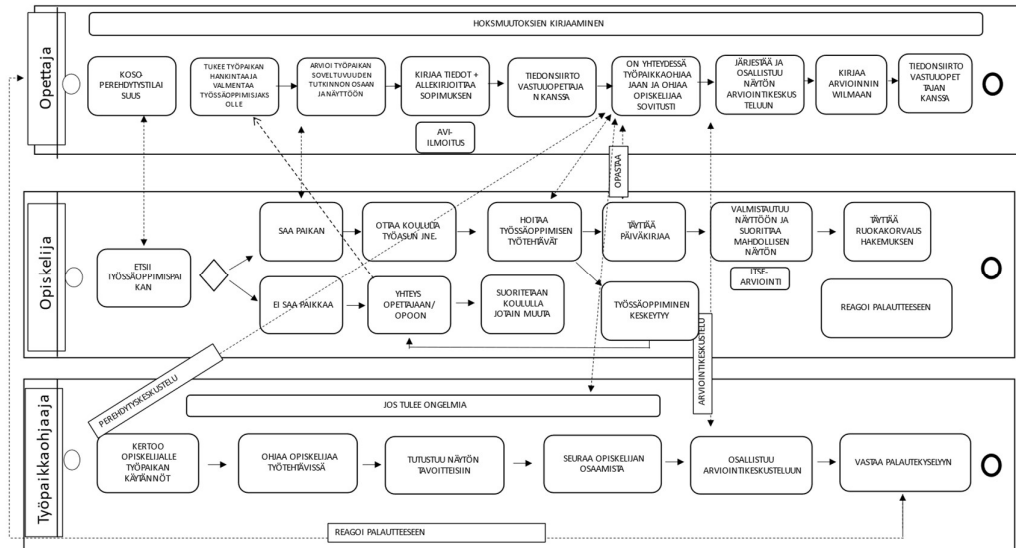 Opettaja
HOKSMUUTOKSIEN KIRJAAMINEN
KOSO-
PEREHDYTYSTILAI
SUUS
TUKEE TYÖPAIKAN
HANKINTAA JA
VALMENTAA
TYÖSSÄOPPIMISJAKS
OLLE
ARVIOI TYÖPAIKAN
SOVELTUVUUDEN
TUTKINNON OSAAN
JA NÄYTTÖÖN
KIRJAA TIEDOT +
ALLEKIRJOITTAA
SOPIMUKSEN
AVI-
ILMOITUS
TIEDONSIIRTO
VASTUUOPETTAJA
N KANSSA
ON YHTEYDESSÄ
TYÖPAIKKAOHJAA
JAAN JA OHJAA
OPISKELIJAA
SOVITUSTI
JÄRJESTÄÄ JA
OSALLISTUU
NÄYTÖN
ARVIOINTIKESKUS
TELUUN
KIRJAA
ARVIOINNIN
WILMAAN
TIEDONSIIRTO
VASTUUOPET
TAJAN
KANSSA
OPASTAA
Opiskelija
ETSII
TYÖSSÄOPPIMISPAI
KAN
SAA PAIKAN
OTTAA KOULULTA
TYÖASUN JNE.
HOITAA
TYÖSSÄOPPIMISEN
TYÖTEHTÄVÄT
TÄYTTÄÄ
PÄIVÄKIRJAA
VALMISTAUTUU
NÄYTTÖÖN JA
SUORITTAA
MAHDOLLISEN
NÄYTÖN
ITSE-
ARVIOINTI
TÄYTTÄÄ
RUOKAKORVAUS
HAKEMUKSEN
EI SAA PAIKKAA
YHTEYS
OPETTAJAAN/
OPOON
SUORITETAAN
KOULULLA
JOTAIN MUUTA
TYÖSSÄOPPIMINEN
KESKEYTYY
REAGOI PALAUTTEESEEN
ARVIOINTIKESKUSTELU
PEREHDYTYSKESKUSTELU
Työpaikkaohjaaja
JOS TULEE ONGELMIA
KERTOO
OPISKELIJALLE
TYÖPAIKAN
KÄYTÄNNÖT
OHJAA OPISKELIJAA
TYÖTEHTÄVISSÄ
TUTUSTUU NÄYTÖN
TAVOITTEISIIN
SEURAA OPISKELIJAN
OSAAMISTA
OSALLISTUU
ARVIOINTIKESKUSTELUUN
VASTAA PALAUTEKYSELYYN
REAGOI PALAUTTEESEEN